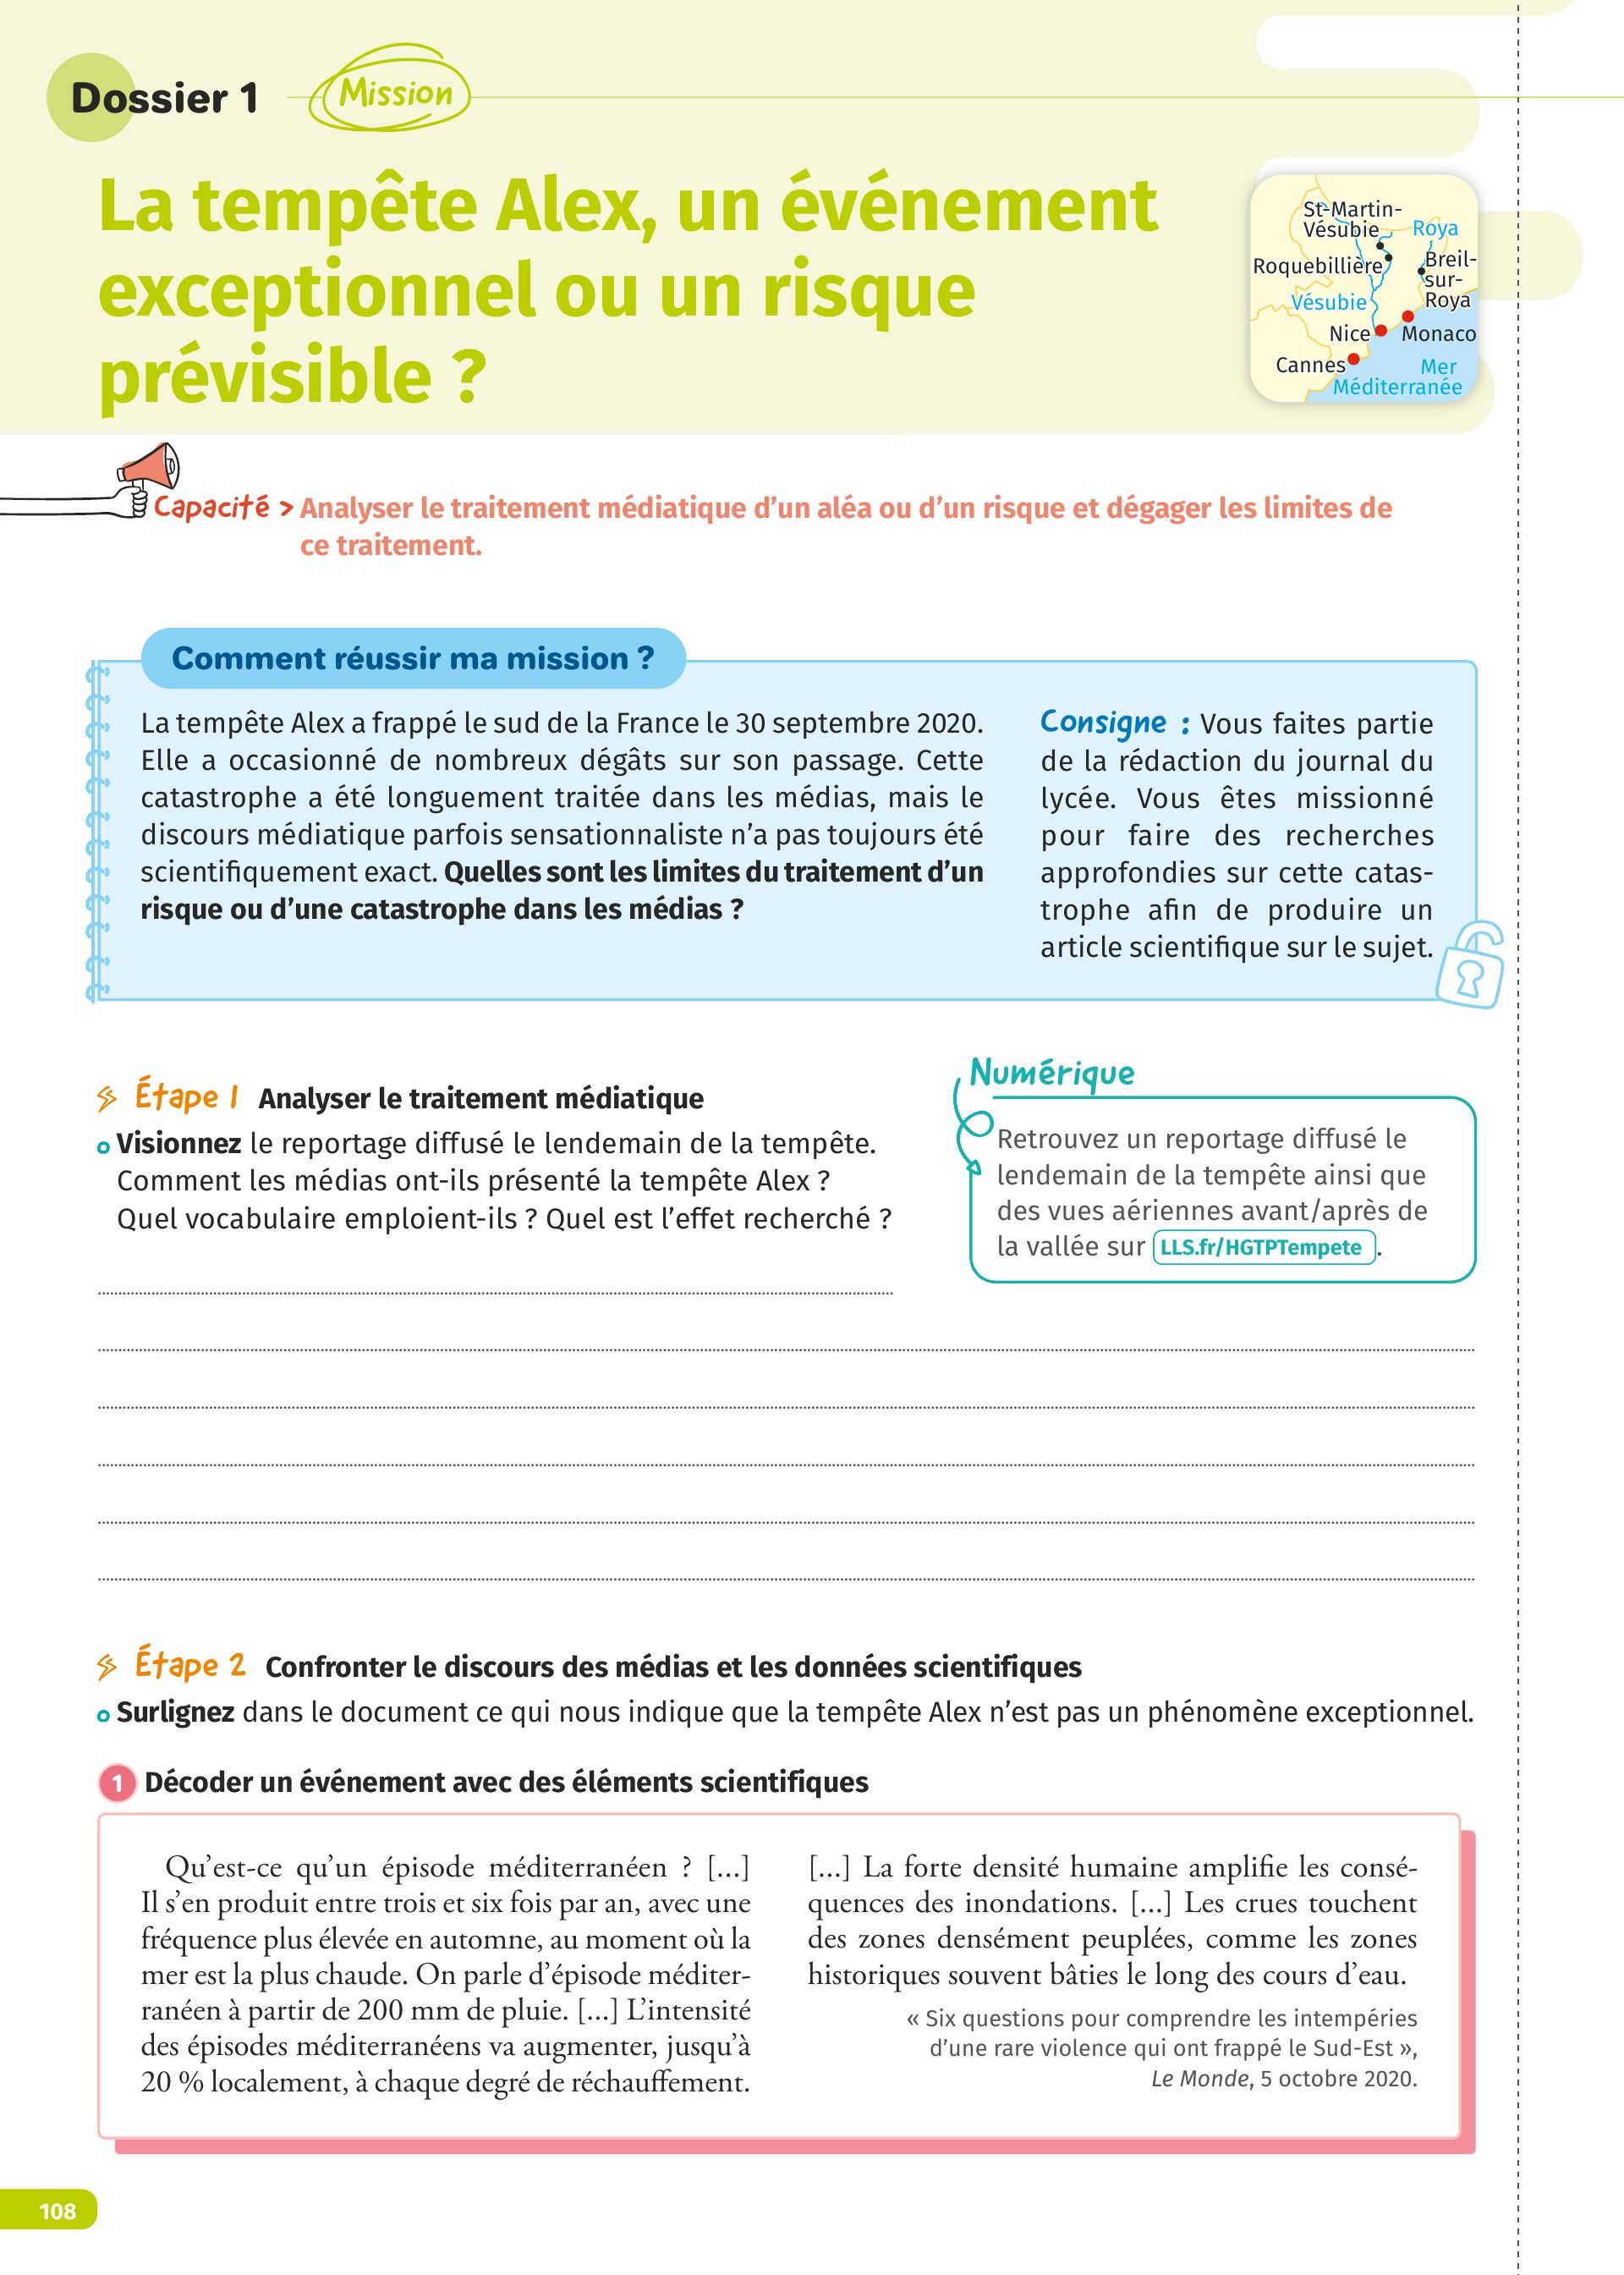 Dossier 1
Mission
La tempête Alex, un événement
exceptionnel ou un risque
prévisible ?
St-Martin-
Vésubie
Roya
Roquebillière
Breil-
sur-
Roya
Vésubie
Nice
Monaco
Cannes
Mer
Méditerranée
Capacité > Analyser le traitement médiatique d’un aléa ou d’un risque et dégager les limites de
ce traitement.
Comment réussir ma mission ?
La tempête Alex a frappé le sud de la France le 30 septembre 2020.
Elle a occasionné de nombreux dégâts sur son passage. Cette
catastrophe a été longuement traitée dans les médias, mais le
discours médiatique parfois sensationnaliste n’a pas toujours été
scientifiquement exact. Quelles sont les limites du traitement d’un
risque ou d’une catastrophe dans les médias ?
Consigne : Vous faites partie
de la rédaction du journal du
lycée. Vous êtes missionné
pour faire des recherches
approfondies sur cette catas-
trophe afin de produire un
article scientifique sur le sujet.
Étape 1 Analyser le traitement médiatique
Visionnez le reportage diffusé le lendemain de la tempête.
Comment les médias ont-ils présenté la tempête Alex ?
Quel vocabulaire emploient-ils ? Quel est l’effet recherché ?
Numérique
Retrouvez un reportage diffusé le
lendemain de la tempête ainsi que
des vues aériennes avant/après de
la vallée sur LLS.fr/HGTPTempete .
Étape 2 Confronter le discours des médias et les données scientifiques
Surlignez dans le document ce qui nous indique que la tempête Alex n’est pas un phénomène exceptionnel.
1 Décoder un événement avec des éléments scientifiques
Qu’est-ce qu’un épisode méditerranéen ? [...]
Il s’en produit entre trois et six fois par an, avec une
fréquence plus élevée en automne, au moment où la
mer est la plus chaude. On parle d’épisode méditer-
ranéen à partir de 200 mm de pluie. [...] L’intensité
des épisodes méditerranéens va augmenter, jusqu’à
20 % localement, à chaque degré de réchauffement.
[...] La forte densité humaine amplifie les consé-
quences des inondations. [...] Les crues touchent
des zones densément peuplées, comme les zones
historiques souvent bâties le long des cours d’eau.
« Six questions pour comprendre les intempéries
d’une rare violence qui ont frappé le Sud-Est »,
Le Monde, 5 octobre 2020.
108